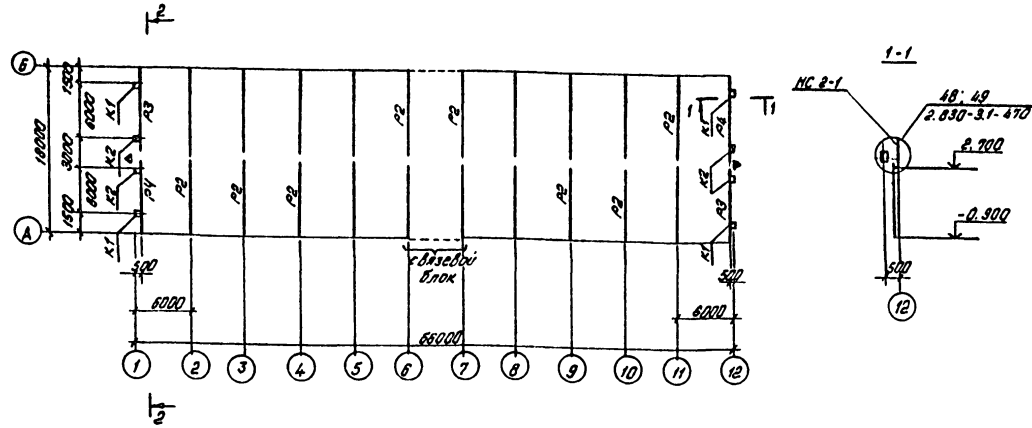 2
Б
1500
6000
3000
6000
1500
18000
К1
Р3
К2
К2
Р4
К1
А
Р2
Р2
Р2
Р2
Р2
Р2
Р2
Р2
1
К1
Р4
1
К2
Р3
К1
связевой
блок
500
500
6000
6000
66000
1
2
3
4
5
6
7
8
9
10
11
12
2
1-1
МС 2-1
48; 49
2.830-3.1-470
2.700
-0.900
500
12